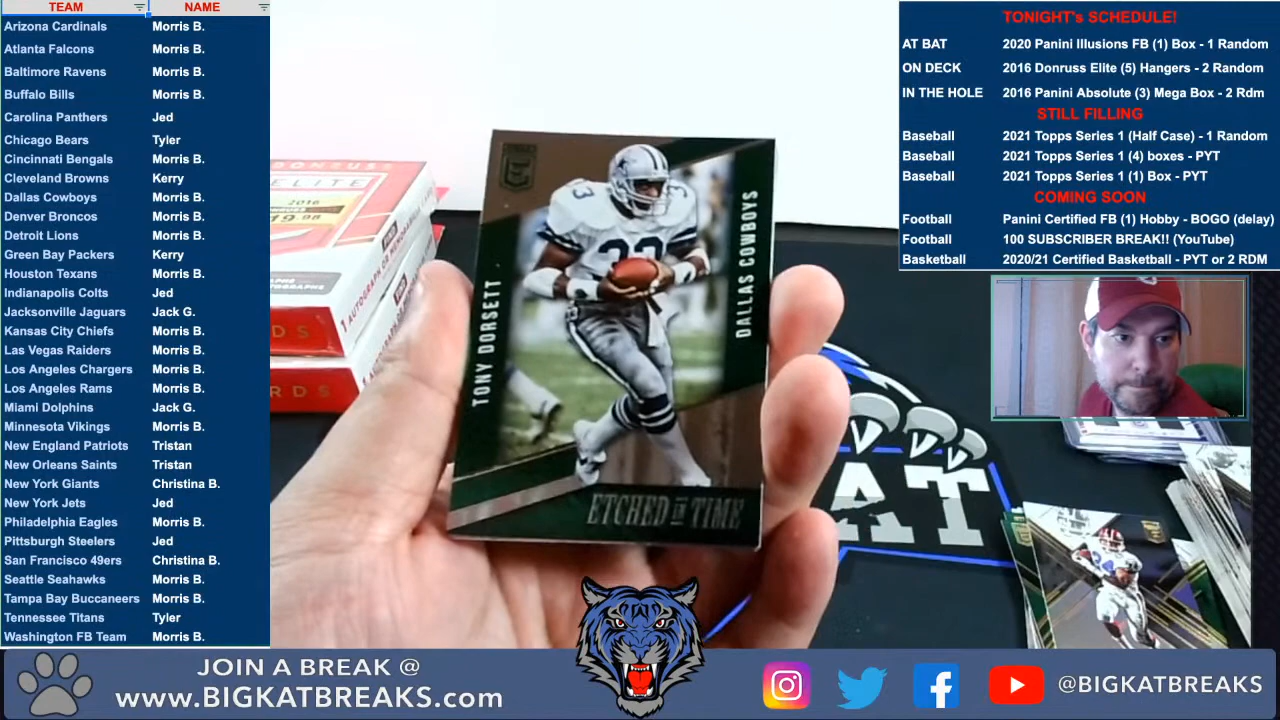 TEAM NAME
Arizona Cardinals Morris B.
Atlanta Falcons Morris B.
Baltimore Ravens Morris B.
Buffalo Bills Morris B.
Carolina Panthers Jed
Chicago Bears Tyler
Cincinnati Bengals Morris B.
Cleveland Browns Kerry
Dallas Cowboys Morris B.
Denver Broncos Morris B.
Detroit Lions Morris B.
Green Bay Packers Kerry
Houston Texans Morris B.
Indianapolis Colts Jed
Jacksonville Jaguars Jack G.
Kansas City Chiefs Morris B.
Las Vegas Raiders Morris B.
Los Angeles Chargers Morris B.
Los Angeles Rams Morris B.
Miami Dolphins Jack G.
Minnesota Vikings Morris B.
New England Patriots Tristan
New Orleans Saints Tristan
New York Giants Christina B.
New York Jets Jed
Philadelphia Eagles Morris B.
Pittsburgh Steelers Jed
San Francisco 49ers Christina B.
Seattle Seahawks Morris B.
Tampa Bay Buccaneers Morris B.
Tennessee Titans Tyler
Washington FB Team Morris B.
ELITE
2016
TONY DORSETT
33
DALLAS COWBOYS
ETCHED IN TIME
TONIGHT's SCHEDULE!
AT BAT 2020 Panini Illusions FB (1) Box - 1 Random
ON DECK 2016 Donruss Elite (5) Hangers - 2 Random
IN THE HOLE 2016 Panini Absolute (3) Mega Box - 2 Rdm
STILL FILLING
Baseball 2021 Topps Series 1 (Half Case) - 1 Random
Baseball 2021 Topps Series 1 (4) boxes - PYT
Baseball 2021 Topps Series 1 (1) Box - PYT
COMING SOON
Football Panini Certified FB (1) Hobby - BOGO (delay)
Football 100 SUBSCRIBER BREAK!! (YouTube)
Basketball 2020/21 Certified Basketball - PYT or 2 RDM
JOIN A BREAK @
www.BIGKATBREAKS.com
@BIGKATBREAKS